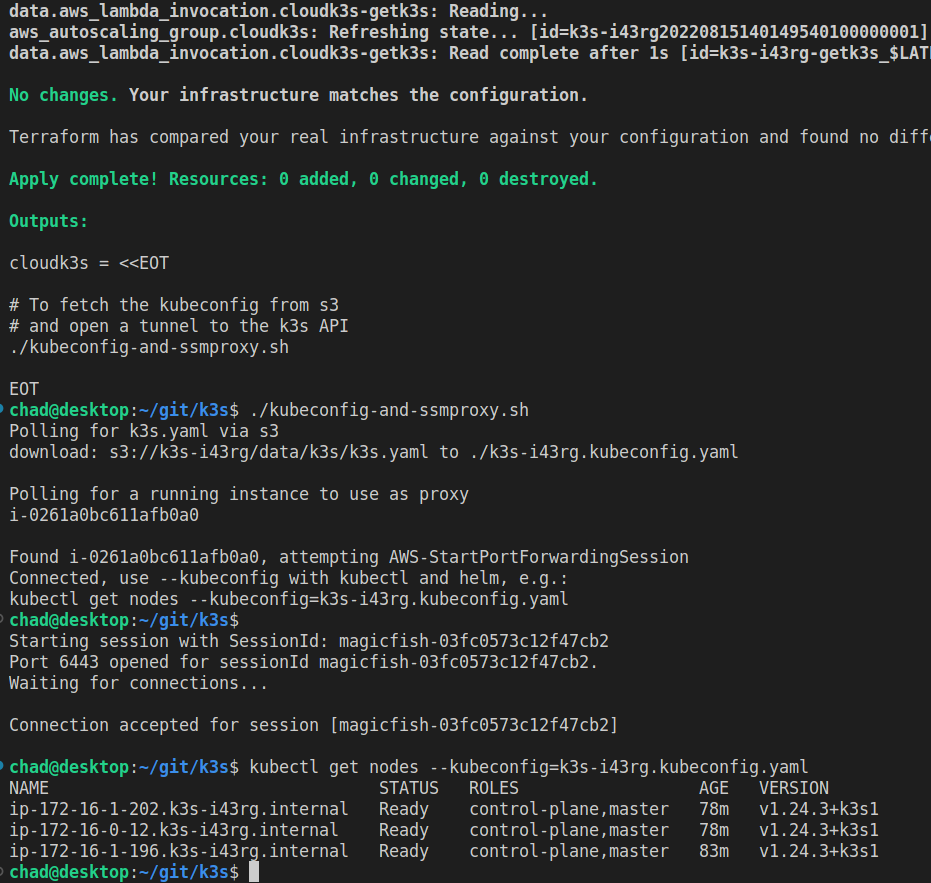 data.aws_lambda_invocation.cloudk3s-getk3s: Reading...
aws_autoscaling_group.cloudk3s: Refreshing state... [id=k3s-i43rg20220815140149540100000001]
data.aws_lambda_invocation.cloudk3s-getk3s: Read complete after 1s [id=k3s-i43rg-getk3s_$LAT
No changes. Your infrastructure matches the configuration.
Terraform has compared your real infrastructure against your configuration and found no diff
Apply complete! Resources: 0 added, 0 changed, 0 destroyed.
Outputs:
cloudk3s = <<EOT
# To fetch the kubeconfig from s3
# and open a tunnel to the k3s API
./kubeconfig-and-ssmproxy.sh
EOT
chad@desktop:~/git/k3s$ ./kubeconfig-and-ssmproxy.sh
Polling for k3s.yaml via s3
download: s3://k3s-i43rg/data/k3s/k3s.yaml to ./k3s-i43rg.kubeconfig.yaml
Polling for a running instance to use as proxy
i-0261a0bc611afb0a0
Found i-0261a0bc611afb0a0, attempting AWS-StartPortForwardingSession
Connected, use --kubeconfig with kubectl and helm, e.g.:
kubectl get nodes --kubeconfig=k3s-i43rg.kubeconfig.yaml
chad@desktop:~/git/k3s$
Starting session with SessionId: magicfish-03fc0573c12f47cb2
Port 6443 opened for sessionId magicfish-03fc0573c12f47cb2.
Waiting for connections...
Connection accepted for session [magicfish-03fc0573c12f47cb2]
chad@desktop:~/git/k3s$ kubectl get nodes --kubeconfig=k3s-i43rg.kubeconfig.yaml
NAME STATUS ROLES AGE VERSION
ip-172-16-1-202.k3s-i43rg.internal Ready control-plane,master 78m v1.24.3+k3s1
ip-172-16-0-12.k3s-i43rg.internal Ready control-plane,master 78m v1.24.3+k3s1
ip-172-16-1-196.k3s-i43rg.internal Ready control-plane,master 83m v1.24.3+k3s1
chad@desktop:~/git/k3s$